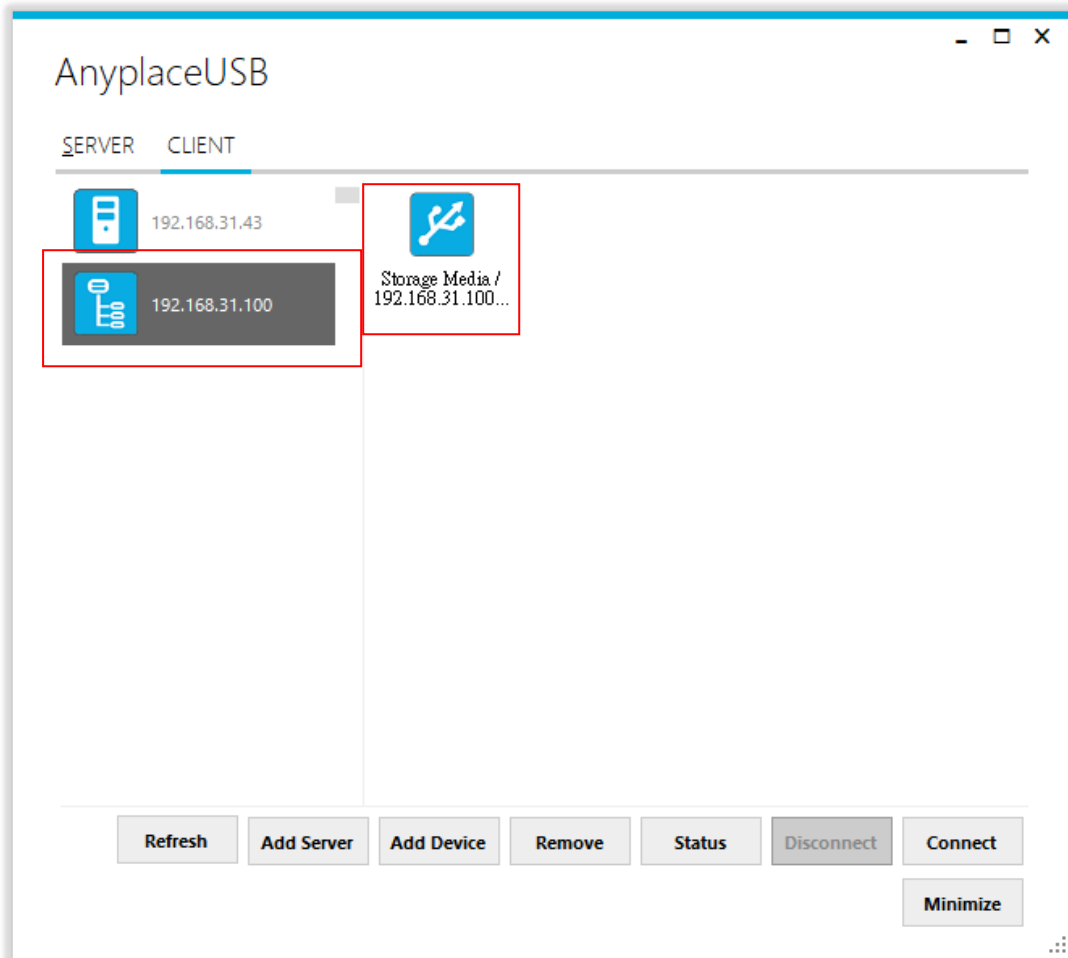 AnyplaceUSB
SERVER CLIENT
192.168.31.43
192.168.31.100
Storage Media /
192.168.31.100...
Refresh Add Server Add Device Remove Status Disconnect Connect
Minimize